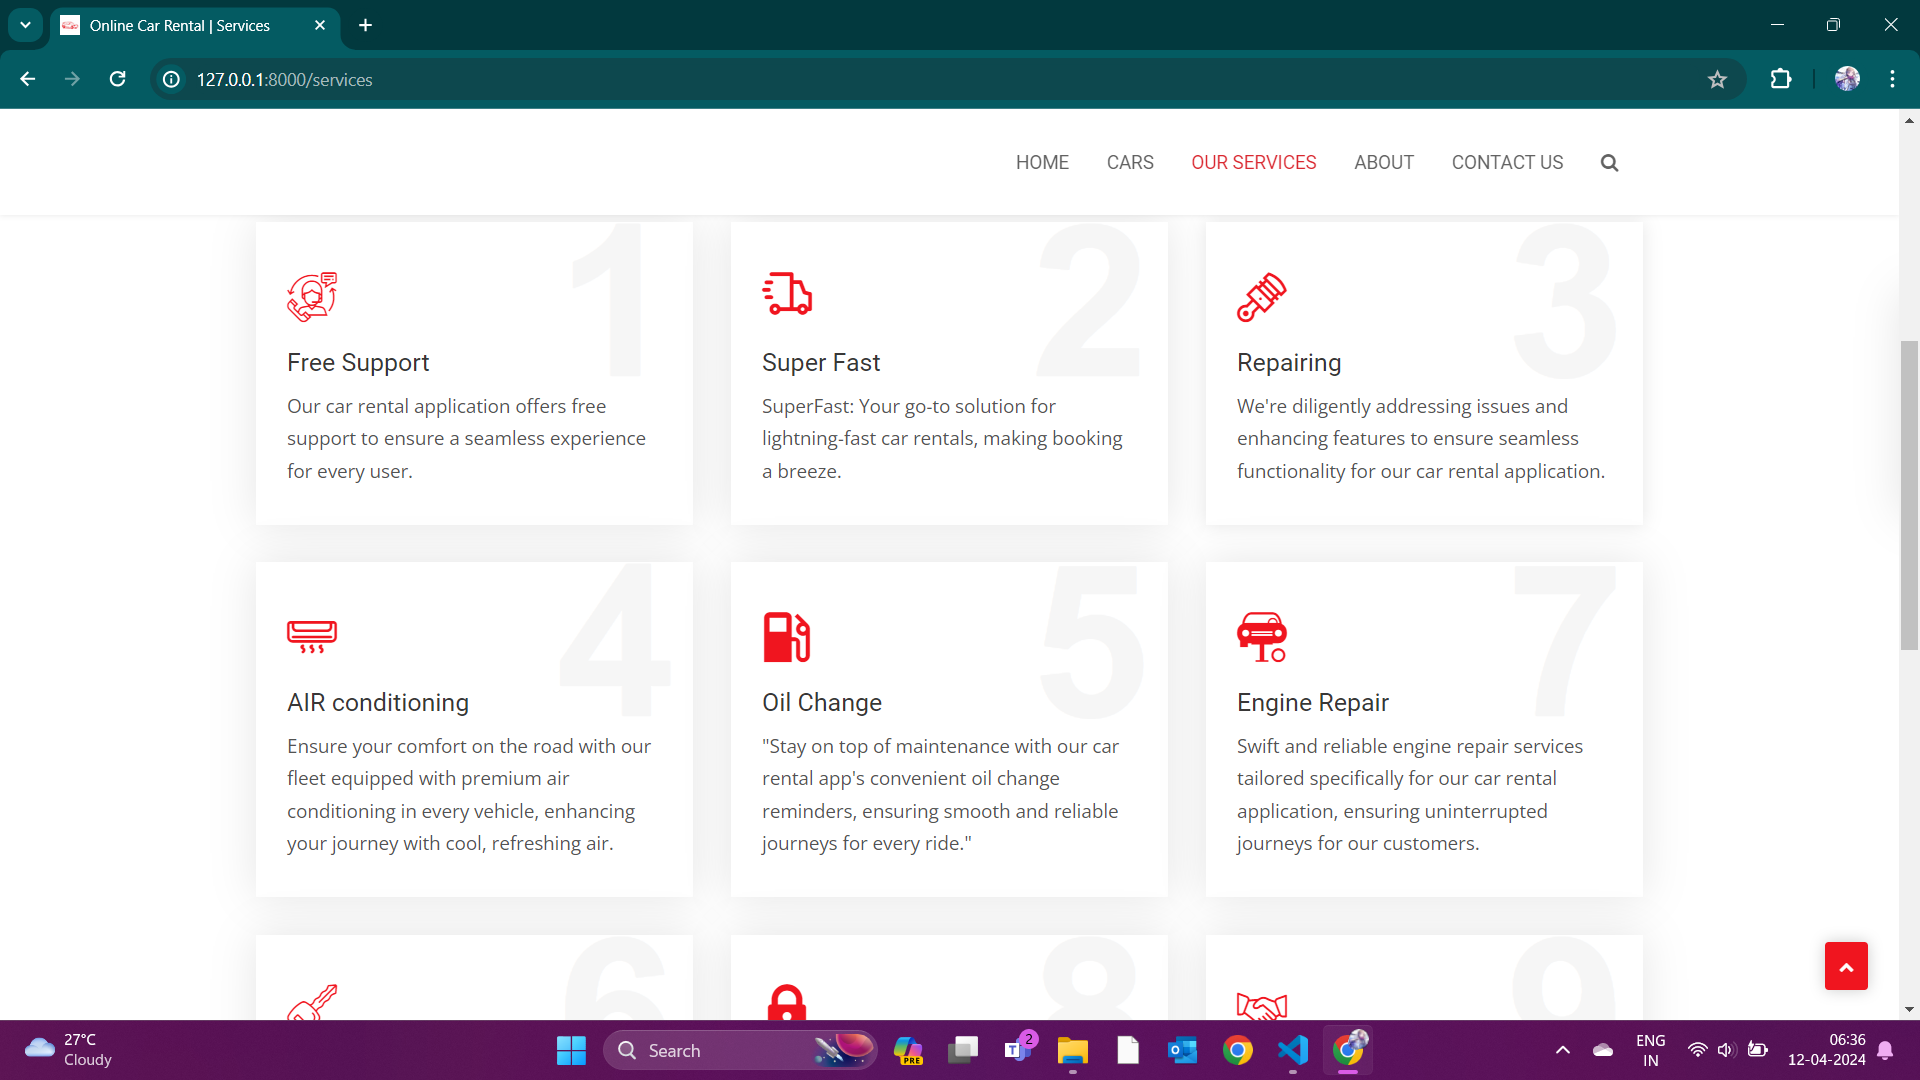 Online Car Rental | Services
127.0.0.1:8000/services
HOME CARS OUR SERVICES ABOUT CONTACT US
1
Free Support
Our car rental application offers free
support to ensure a seamless experience
for every user.
2
Super Fast
SuperFast: Your go-to solution for
lightning-fast car rentals, making booking
a breeze.
3
Repairing
We're diligently addressing issues and
enhancing features to ensure seamless
functionality for our car rental application.
4
AIR conditioning
Ensure your comfort on the road with our
fleet equipped with premium air
conditioning in every vehicle, enhancing
your journey with cool, refreshing air.
5
Oil Change
"Stay on top of maintenance with our car
rental app's convenient oil change
reminders, ensuring smooth and reliable
journeys for every ride."
7
Engine Repair
Swift and reliable engine repair services
tailored specifically for our car rental
application, ensuring uninterrupted
journeys for our customers.
6
8
9
27°C
Cloudy
Search
PRE
T
2
ENG
IN
06:36
12-04-2024